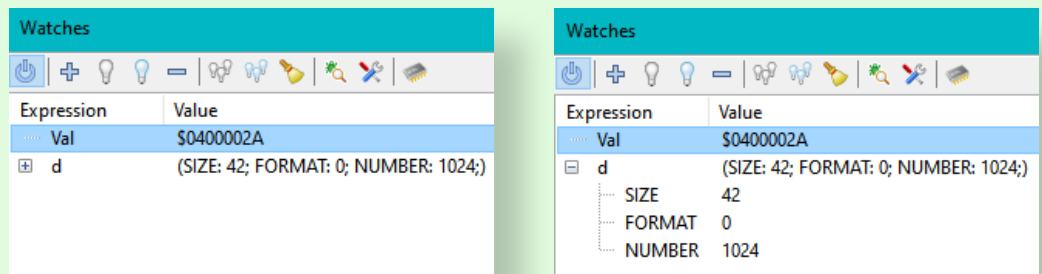 Watches
Expression Value
Val $0400002A
d (SIZE: 42; FORMAT: 0; NUMBER: 1024;)
Watches
Expression Value
Val $0400002A
d (SIZE: 42; FORMAT: 0; NUMBER: 1024;)
SIZE 42
FORMAT 0
NUMBER 1024